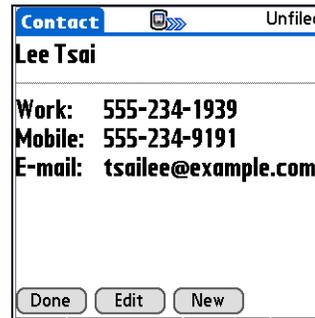 Contact Unfiled
Lee Tsai
Work: 555-234-1939
Mobile: 555-234-9191
E-mail: tsailee@example.com
Done Edit New